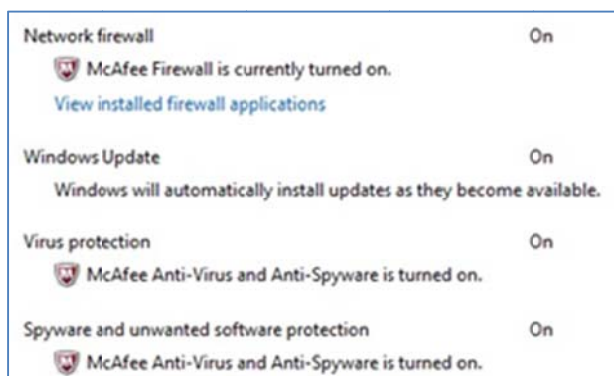 Network firewall On
McAfee Firewall is currently turned on.
View installed firewall applications
Windows Update On
Windows will automatically install updates as they become available.
Virus protection On
McAfee Anti-Virus and Anti-Spyware is turned on.
Spyware and unwanted software protection On
McAfee Anti-Virus and Anti-Spyware is turned on.